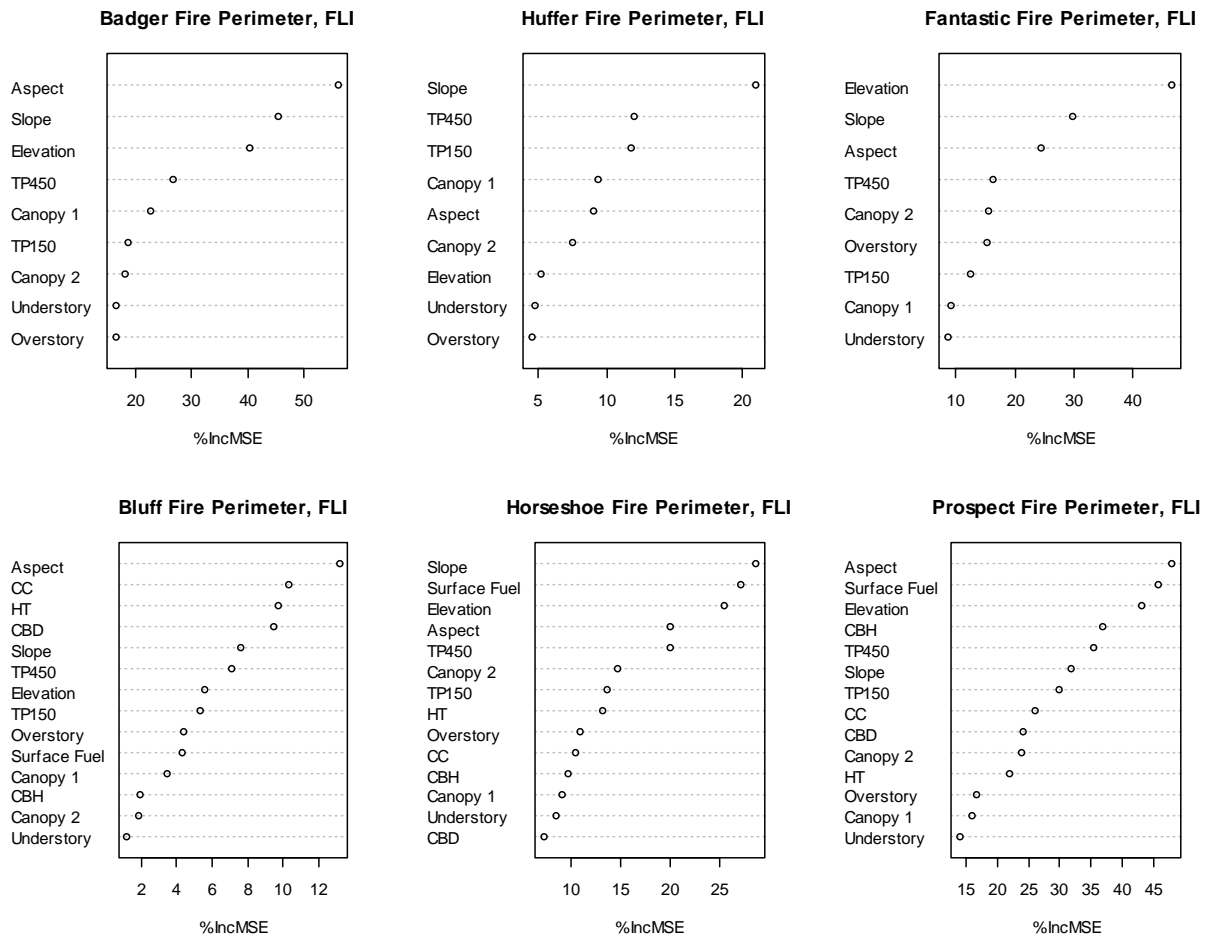 Badger Fire Perimeter, FLI
Aspect
Slope
Elevation
TP450
Canopy 1
TP150
Canopy 2
Understory
Overstory
20 30 40 50
%IncMSE
Huffer Fire Perimeter, FLI
Slope
TP450
TP150
Canopy 1
Aspect
Canopy 2
Elevation
Understory
Overstory
5 10 15 20
%IncMSE
Fantastic Fire Perimeter, FLI
Elevation
Slope
Aspect
TP450
Canopy 2
Overstory
TP150
Canopy 1
Understory
10 20 30 40
%IncMSE
Bluff Fire Perimeter, FLI
Aspect
CC
HT
CBD
Slope
TP450
Elevation
TP150
Overstory
Surface Fuel
Canopy 1
CBH
Canopy 2
Understory
2 4 6 8 10 12
%IncMSE
Horseshoe Fire Perimeter, FLI
Slope
Surface Fuel
Elevation
Aspect
TP450
Canopy 2
TP150
HT
Overstory
CC
CBH
Canopy 1
Understory
CBD
10 15 20 25
%IncMSE
Prospect Fire Perimeter, FLI
Aspect
Surface Fuel
Elevation
CBH
TP450
Slope
TP150
CC
CBD
Canopy 2
HT
Overstory
Canopy 1
Understory
15 20 25 30 35 40 45
%IncMSE